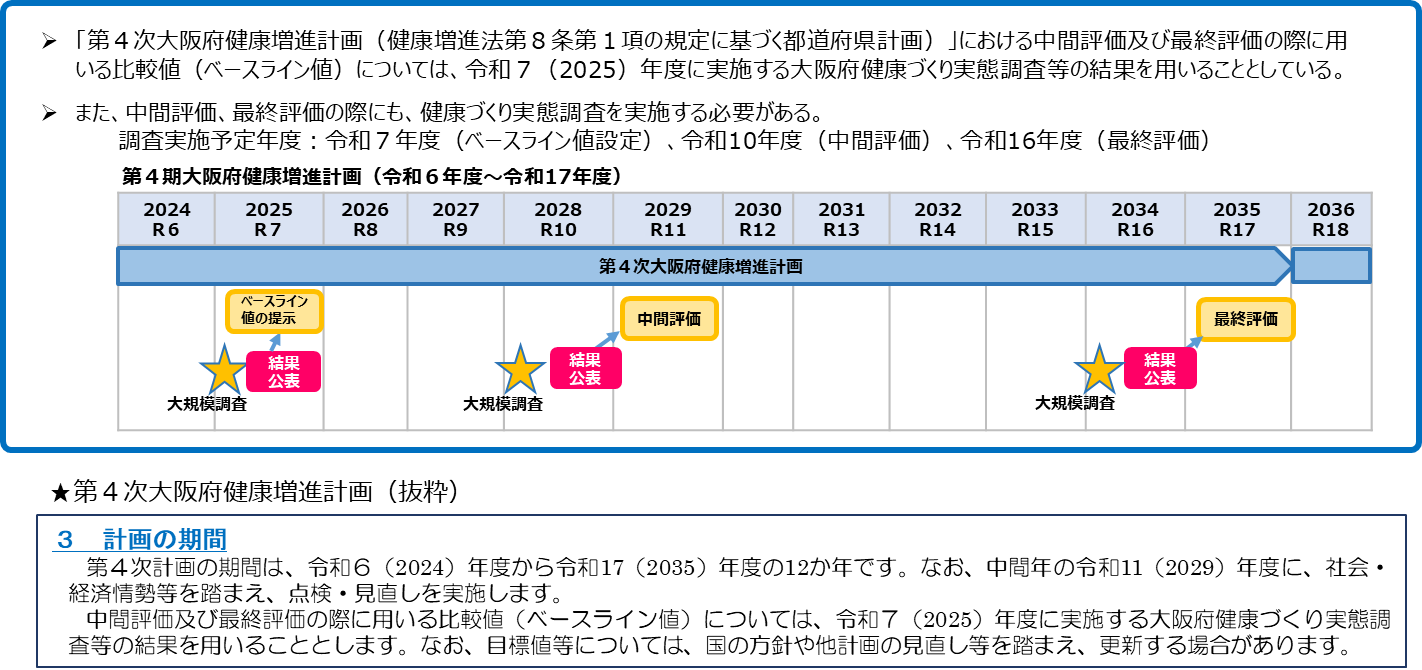 ➢ 「第４次大阪府健康増進計画（健康増進法第８条第１項の規定に基づく都道府県計画）」における中間評価及び最終評価の際に用
いる比較値（ベースライン値）については、令和７（2025）年度に実施する大阪府健康づくり実態調査等の結果を用いることとしている。
➢ また、中間評価、最終評価の際にも、健康づくり実態調査を実施する必要がある。
調査実施予定年度：令和７年度（ベースライン値設定）、令和10年度（中間評価）、令和16年度（最終評価）
第４期大阪府健康増進計画（令和６年度～令和17年度）
2024 2025 2026 2027 2028 2029 2030 2031 2032 2033 2034 2035 2036
R６ R７ R8 R9 R10 R11 R12 R13 R14 R15 R16 R17 R18
第４次大阪府健康増進計画
ベースライン
値の提示
中間評価
最終評価
結果
公表
結果
公表
結果
公表
大規模調査
大規模調査
大規模調査
★第４次大阪府健康増進計画（抜粋）
３　計画の期間
第４次計画の期間は、令和６（2024）年度から令和17（2035）年度の12か年です。なお、中間年の令和11（2029）年度に、社会・
経済情勢等を踏まえ、点検・見直しを実施します。
中間評価及び最終評価の際に用いる比較値（ベースライン値）については、令和７（2025）年度に実施する大阪府健康づくり実態調
査等の結果を用いることとします。なお、目標値等については、国の方針や他計画の見直し等を踏まえ、更新する場合があります。